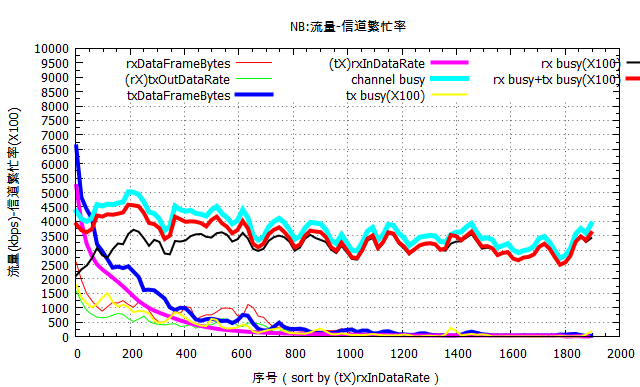 NB:流量-信道繁忙率
流量(kbps)-信道繁忙率(X100)
10000
9500
9000
8500
8000
7500
7000
6500
6000
5500
5000
4500
4000
3500
3000
2500
2000
1500
1000
500
0
rxDataFrameBytes
(rX)txOutDataRate
txDataFrameBytes
(tX)rxInDataRate
channel busy
tx busy(X100)
rx busy(X100)
rx busy+tx busy(X100)
0 200 400 600 800 1000 1200 1400 1600 1800 2000
序号 ( sort by (tX)rxInDataRate )